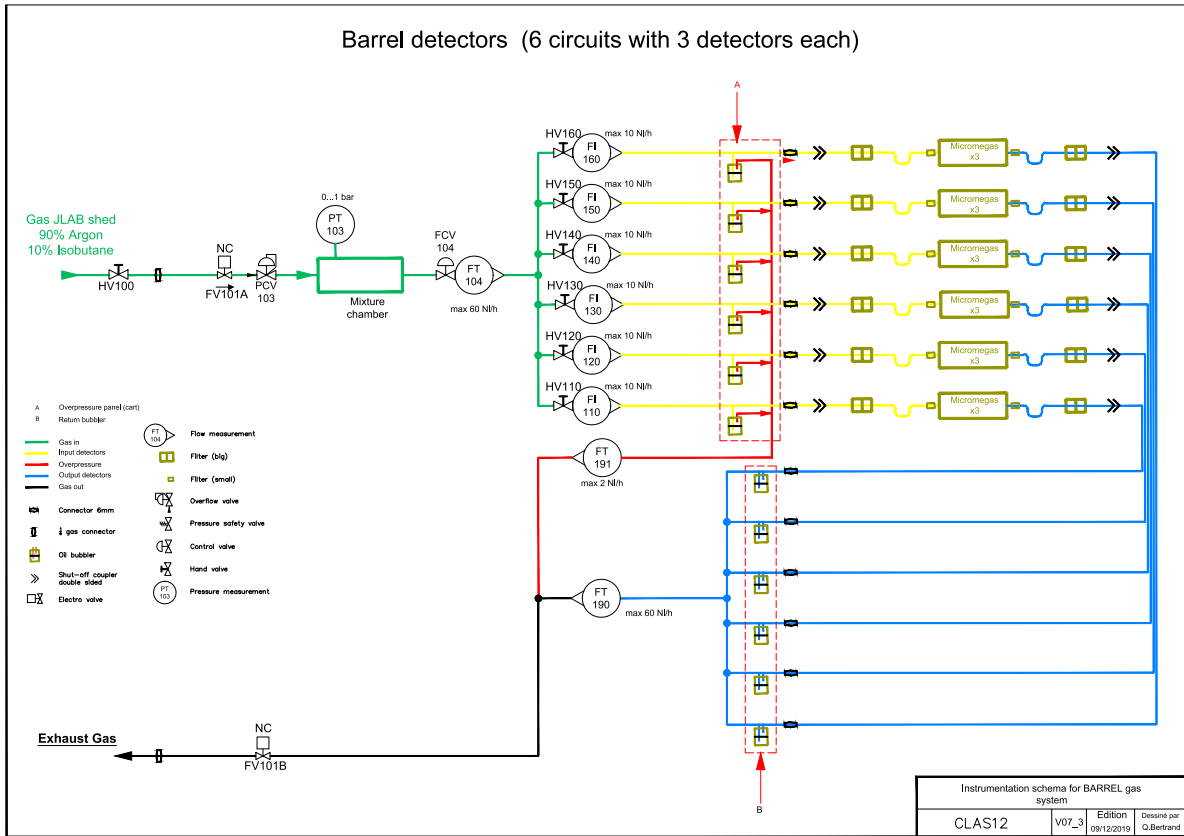 Barrel detectors (6 circuits with 3 detectors each)
A
HV160
FI
160
max 10 Nl/h
Micromegas
x3
HV150
FI
150
max 10 Nl/h
Micromegas
x3
HV140
FI
140
max 10 Nl/h
Micromegas
x3
HV130
FI
130
max 10 Nl/h
Micromegas
x3
HV120
FI
120
max 10 Nl/h
Micromegas
x3
HV110
FI
110
max 10 Nl/h
Micromegas
x3
Gas JLAB shed
90% Argon
10% Isobutane
HV100
NC
FV101A
PCV
103
0...1 bar
PT
103
Mixture
chamber
FCV
104
FT
104
max 60 Nl/h
A Overpressure panel (cart)
B Return bubbler
Gas in
Input detectors
Overpressure
Output detectors
Gas out
Connector 6mm
¼ gas connector
Oil bubbler
Shut-off coupler
double sided
Electro valve
FT
104
Flow measurement
Filter (big)
Filter (small)
Overflow valve
Pressure safety valve
Control valve
Hand valve
PT
103
Pressure measurement
FT
191
max 2 Nl/h
FT
190
max 60 Nl/h
Exhaust Gas
NC
FV101B
B
Instrumentation schema for BARREL gas
system
CLAS12
V07_3
Edition
09/12/2019
Dessiné par
Q.Bertrand